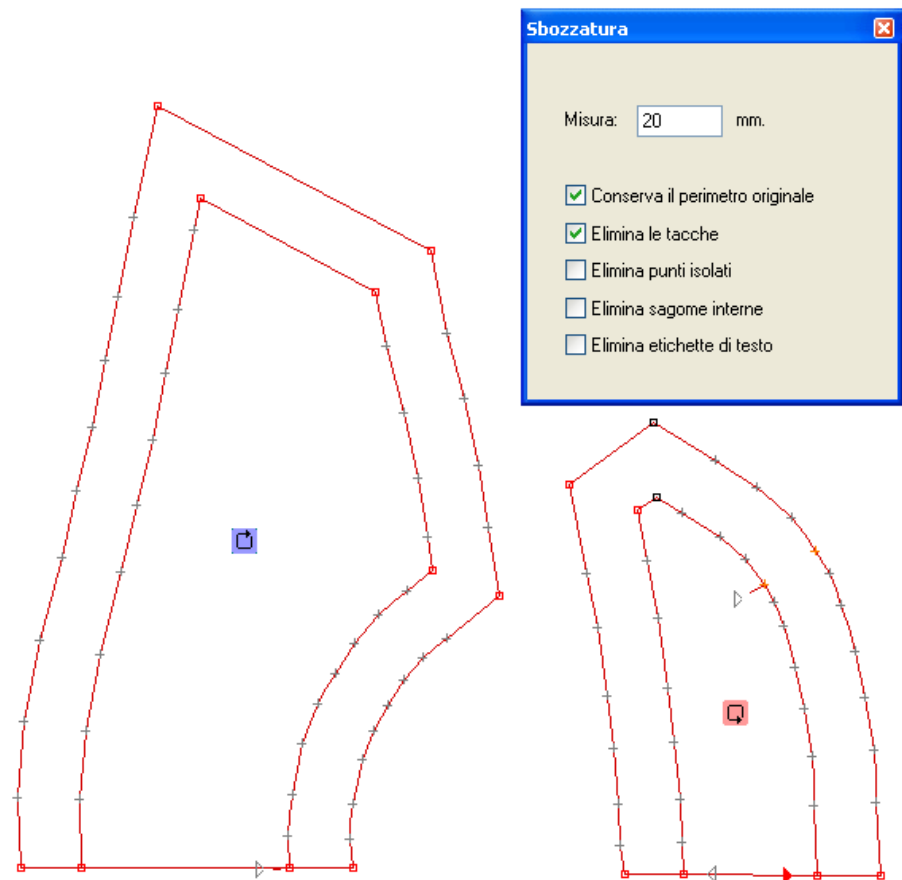 Sbozzatura
Misura: 20 mm.
Conserva il perimetro originale
Elimina le tacche
Elimina punti isolati
Elimina sagome interne
Elimina etichette di testo